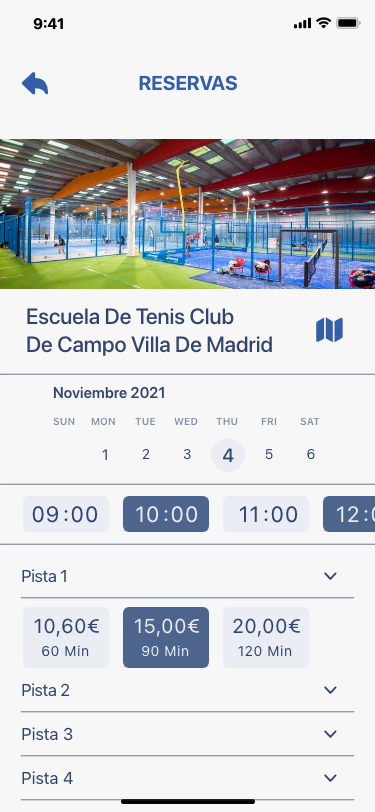 9:41
RESERVAS
Escuela De Tenis Club
De Campo Villa De Madrid
Noviembre 2021
SUN MON TUE WED THU FRI SAT
1 2 3 4 5 6
09:00 10:00 11:00 12:
Pista 1
10,60€ 15,00€ 20,00€
60 Min 90 Min 120 Min
Pista 2
Pista 3
Pista 4